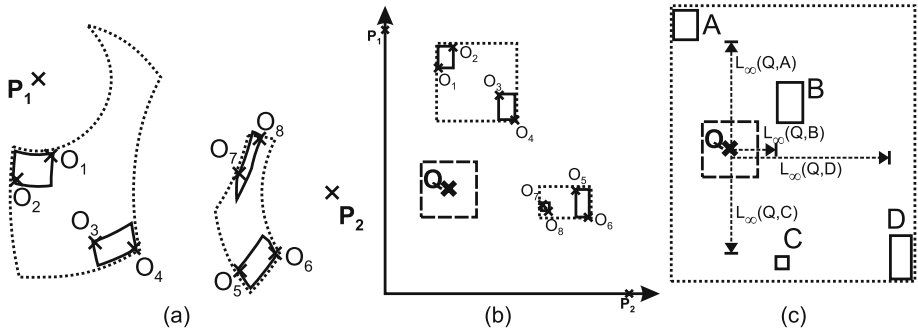 P₁
O₁
O₂
O₃
O₄
O₈
O₇
P₂
O₆
O₅
(a)
P₁
O₂
O₁
O₃
O₄
Q
O₅
O₇
O₈
O₆
P₂
(b)
A
L∞(Q,A)
B
Q
L∞(Q,B)
L∞(Q,D)
L∞(Q,C)
C
D
(c)